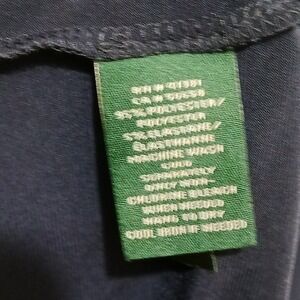 95% POLYESTER/
POLYESTER
5% ELASTANE/
ELASTHANNE
MACHINE WASH
COLD
SEPARATELY
ONLY NON-
CHLORINE BLEACH
WHEN NEEDED
HANG TO DRY
COOL IRON IF NEEDED